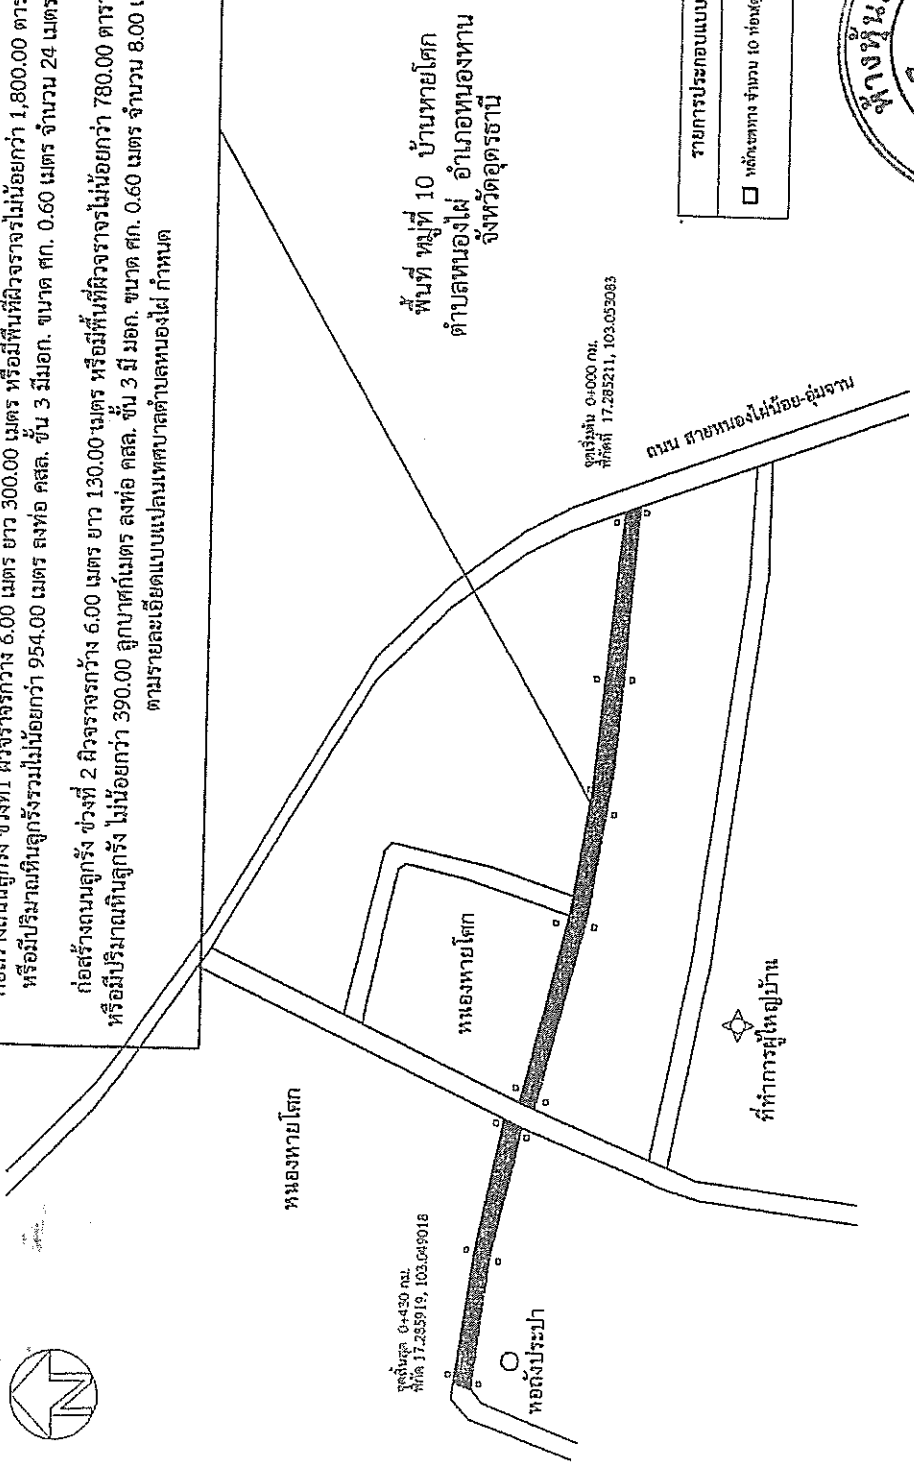 ก่อสร้างถนนลูกรัง ช่วงที่1 ผิวจราจรกว้าง 6.00 เมตร ยาว 300.00 เมตร หรือมีพื้นที่ผิวจราจรไม่น้อยกว่า 1,800.00 ตาร
หรือมีปริมาณหินลูกรังรวมไม่น้อยกว่า 954.00 เมตร ลงท่อ คสล. ชั้น 3 มีมอก. ขนาด ศก. 0.60 เมตร จำนวน 24 เมตร
ก่อสร้างถนนลูกรัง ช่วงที่ 2 ผิวจราจรกว้าง 6.00 เมตร ยาว 130.00 เมตร หรือมีพื้นที่ผิวจราจรไม่น้อยกว่า 780.00 ตารา
หรือมีปริมาณหินลูกรัง ไม่น้อยกว่า 390.00 ลูกบาศก์เมตร ลงท่อ คสล. ชั้น 3 มี มอก. ขนาด ศก. 0.60 เมตร จำนวน 8.00 เ
ตามรายละเอียดแบบแปลนเทศบาลตำบลหนองไผ่ กำหนด
พื้นที่ หมู่ที่ 10 บ้านหายโศก
ตำบลหนองไผ่ อำเภอหนองหาน
จังหวัดอุดรธานี
รายการประกอบแบบ
หลักเขตทาง จำนวน 10 ท่อน
ห้างหุ้น
จุดเริ่มต้น 0+000 กม.
พิกัดที่ 17.285211, 103.053083
ถนน สายหนองไผ่น้อย-อุ่มจาน
หนองหายโศก
หนองหายโศก
ที่ทำการผู้ใหญ่บ้าน
จุดสิ้นสุด 0+430 กม.
พิกัด 17.285919, 103.049018
หอถังประปา
N